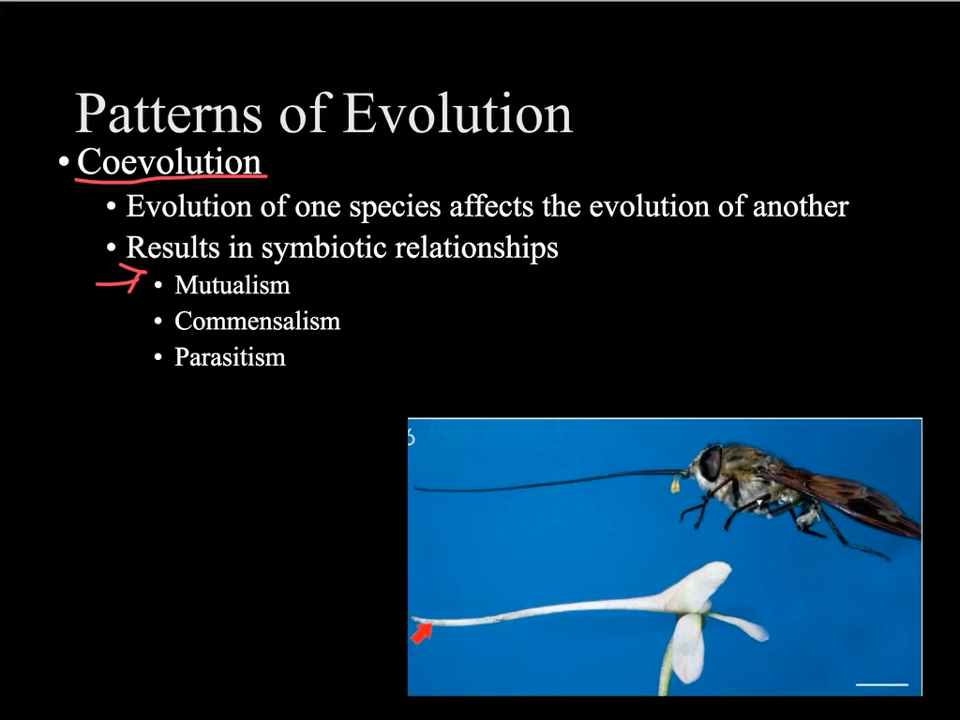 Patterns of Evolution
• Coevolution
• Evolution of one species affects the evolution of another
• Results in symbiotic relationships
• Mutualism
• Commensalism
• Parasitism
6